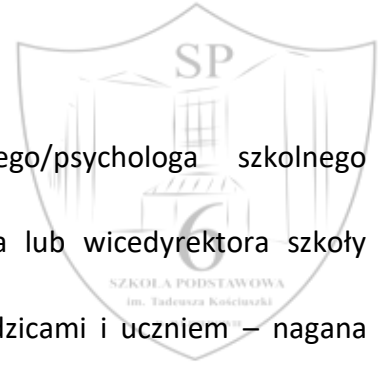 SP
ego/psychologa szkolnego
a lub wicedyrektora szkoły
6
SZKOŁA PODSTAWOWA
im. Tadeusza Kościuszki
dzicami i uczniem – nagana